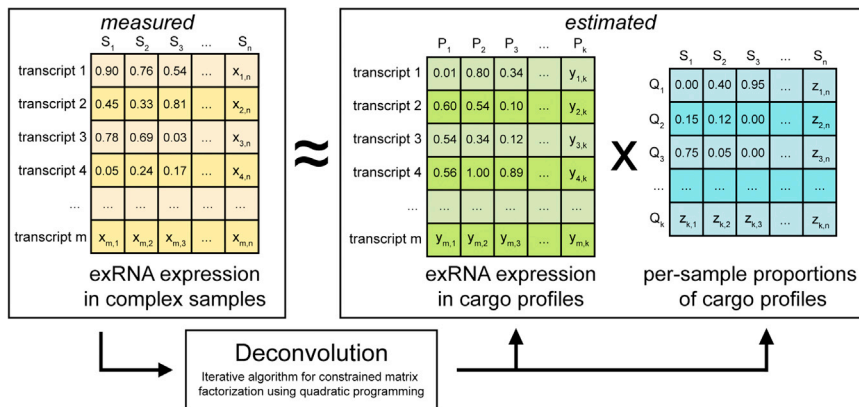 measured
S1 S2 S3 ... Sn
transcript 1 0.90 0.76 0.54 ... x1,n
transcript 2 0.45 0.33 0.81 ... x2,n
transcript 3 0.78 0.69 0.03 ... x3,n
transcript 4 0.05 0.24 0.17 ... x4,n
... ... ... ... ... ...
transcript m xm,1 xm,2 xm,3 ... xm,n
exRNA expression
in complex samples
≈
estimated
P1 P2 P3 ... Pk
transcript 1 0.01 0.80 0.34 ... y1,k
transcript 2 0.60 0.54 0.10 ... y2,k
transcript 3 0.54 0.34 0.12 ... y3,k
transcript 4 0.56 1.00 0.89 ... y4,k
... ... ... ... ... ...
transcript m ym,1 ym,2 ym,3 ... ym,k
exRNA expression
in cargo profiles
X
S1 S2 S3 ... Sn
Q1 0.00 0.40 0.95 ... z1,n
Q2 0.15 0.12 0.00 ... z2,n
Q3 0.75 0.05 0.00 ... z3,n
... ... ... ... ... ...
Qk zk,1 zk,2 zk,3 ... zk,n
per-sample proportions
of cargo profiles
Deconvolution
Iterative algorithm for constrained matrix
factorization using quadratic programming